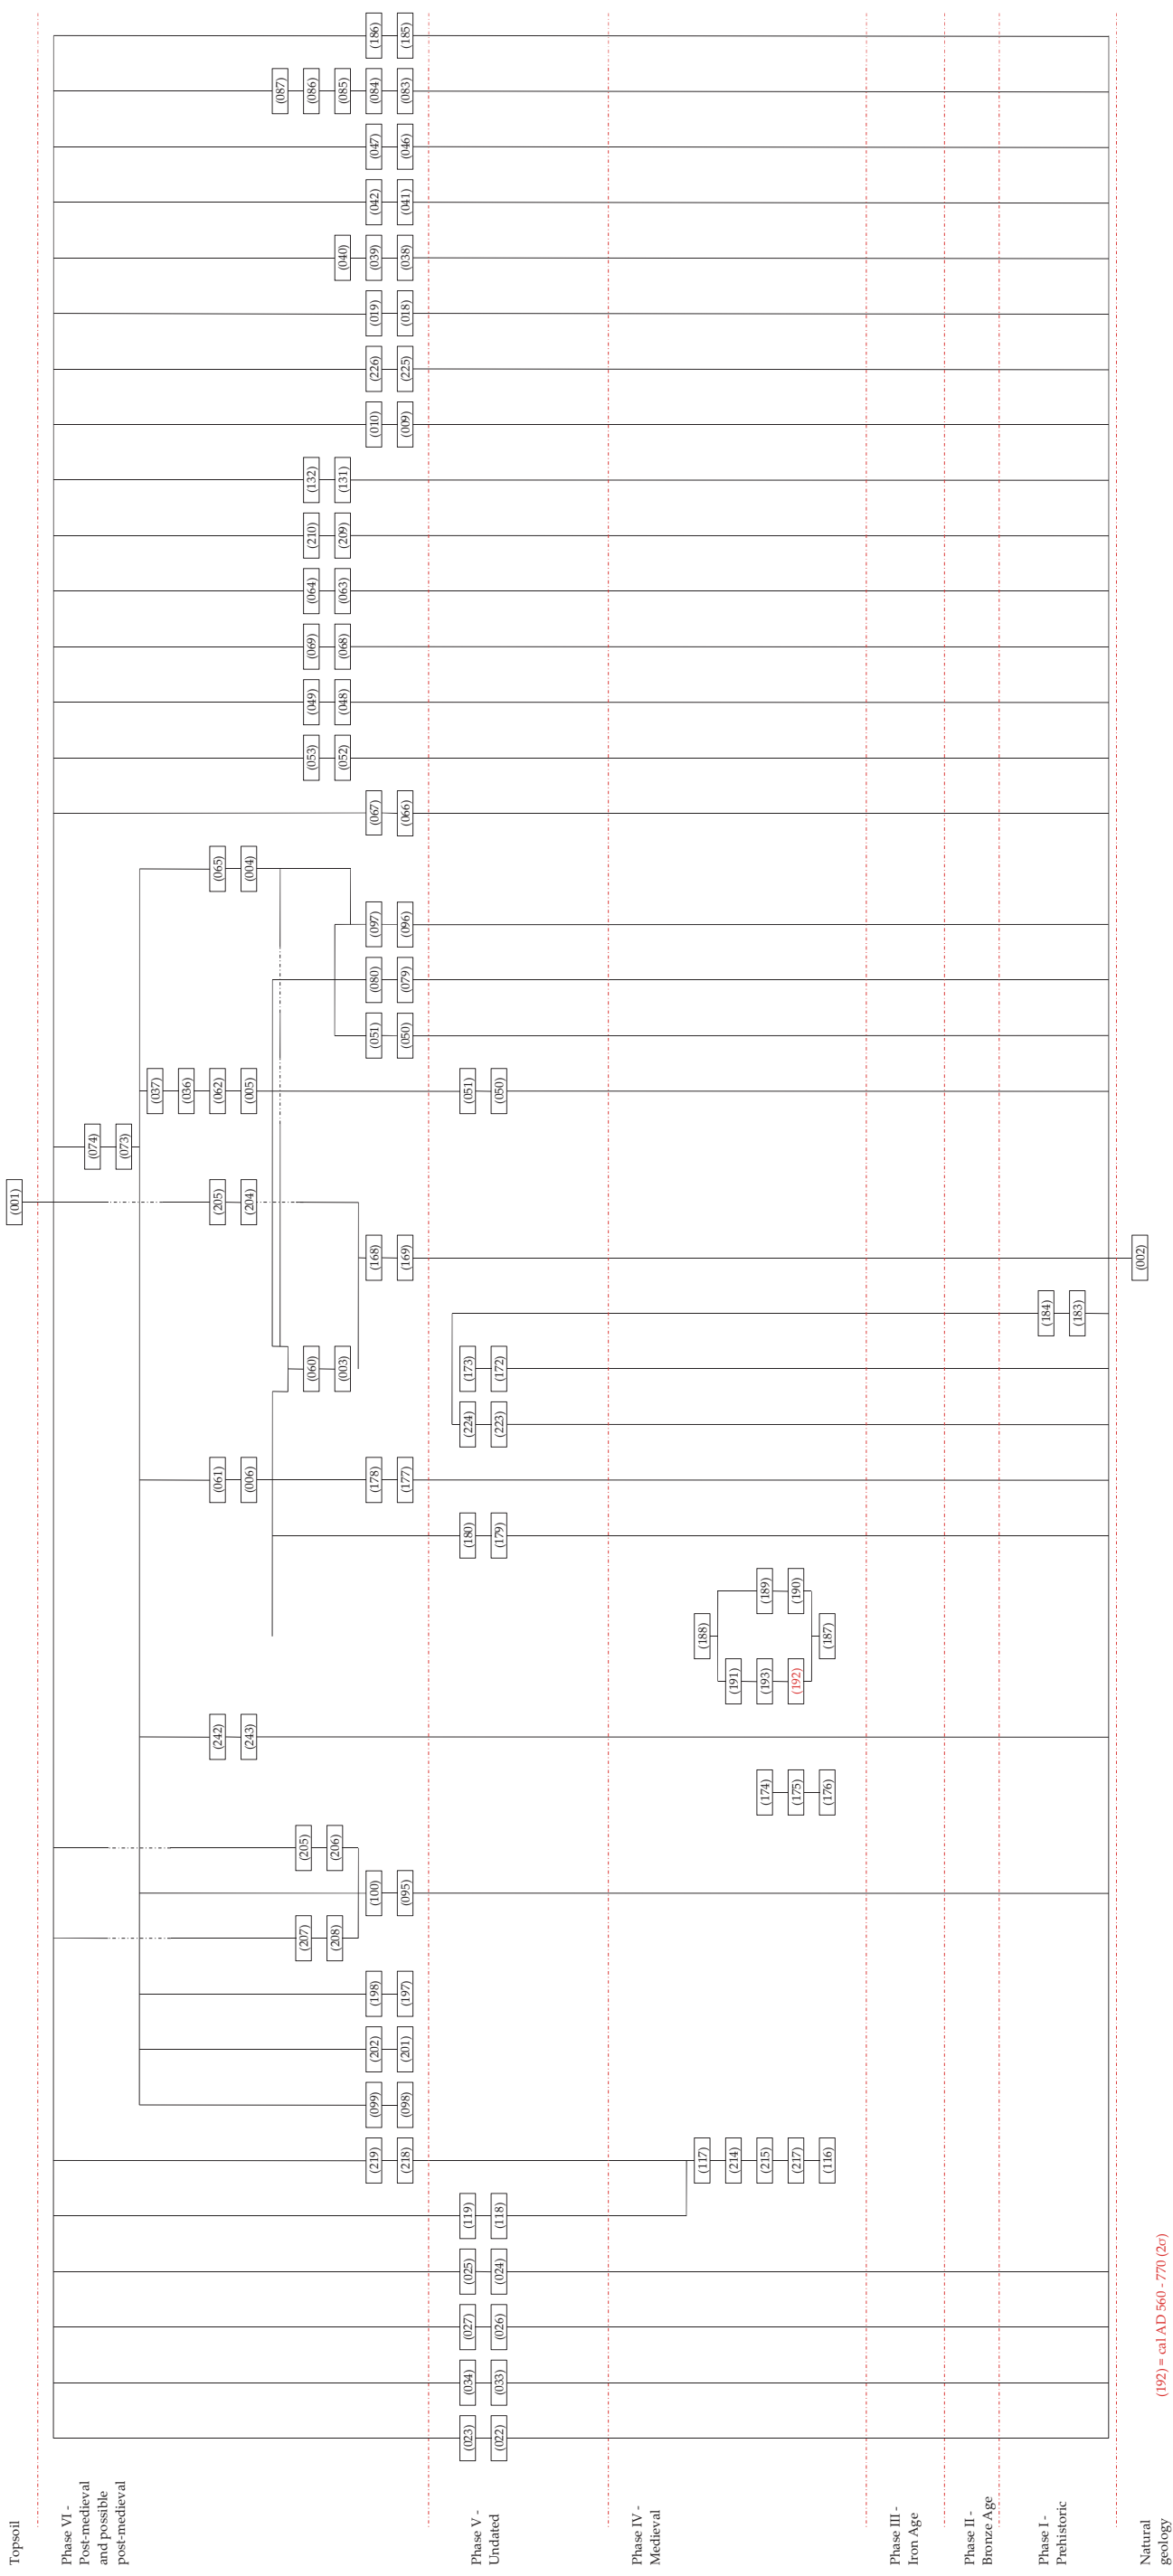 Topsoil
(001)
Phase VI -
Post-medieval
and possible
post-medieval
(074)
(073)
(037)
(036)
(242) (061) (205) (062) (065)
(243) (006) (204) (005) (004)
(087)
(207) (205)
(060) (053) (049) (069) (064) (210) (132) (086)
(208) (206)
(003) (052) (048) (068) (063) (209) (131) (040) (085)
(219) (099) (202) (198) (100) (178) (168) (051) (080) (097) (067) (010) (226) (019) (039) (042) (047) (084) (186)
(218) (098) (201) (197) (095) (177) (169) (050) (079) (096) (066) (009) (225) (018) (038) (041) (046) (083) (185)
Phase V -
Undated
(023) (034) (027) (025) (119) (180) (224) (173) (051)
(022) (033) (026) (024) (118) (179) (223) (172) (050)
Phase IV -
Medieval
(117) (188)
(214) (191)
(215) (174) (193) (189)
(217) (175) (192) (190)
(116) (176) (187)
Phase III -
Iron Age
Phase II -
Bronze Age
Phase I -
Prehistoric
(184)
(183)
Natural
geology
(002)
(192) = cal AD 560 - 770 (2σ)